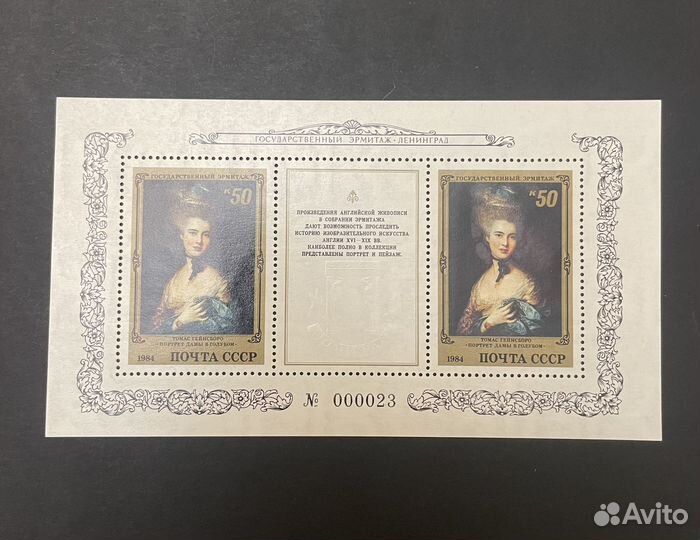 ГОСУДАРСТВЕННЫЙ ЭРМИТАЖ · ЛЕНИНГРАД
ГОСУДАРСТВЕННЫЙ ЭРМИТАЖ
К 50
ТОМАС ГЕЙНСБОРО
«ПОРТРЕТ ДАМЫ В ГОЛУБОМ»
1984 ПОЧТА СССР
ПРОИЗВЕДЕНИЯ АНГЛИЙСКОЙ ЖИВОПИСИ
В СОБРАНИИ ЭРМИТАЖА
ДАЮТ ВОЗМОЖНОСТЬ ПРОСЛЕДИТЬ
ИСТОРИЮ ИЗОБРАЗИТЕЛЬНОГО ИСКУССТВА
АНГЛИИ XVI–XIX ВВ.
НАИБОЛЕЕ ПОЛНО В КОЛЛЕКЦИИ
ПРЕДСТАВЛЕНЫ ПОРТРЕТ И ПЕЙЗАЖ.
ГОСУДАРСТВЕННЫЙ ЭРМИТАЖ
К 50
ТОМАС ГЕЙНСБОРО
«ПОРТРЕТ ДАМЫ В ГОЛУБОМ»
1984 ПОЧТА СССР
№ 000023
Avito